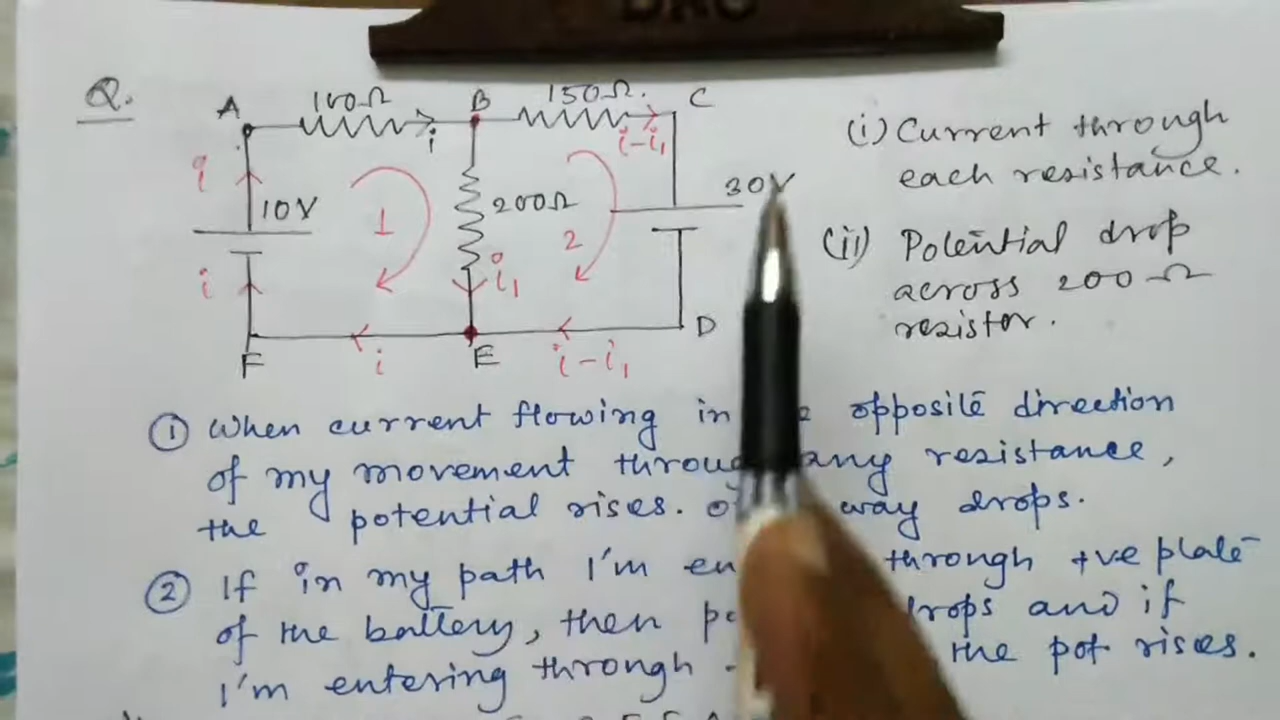 Q.
A
100Ω
B
150Ω.
C
i
i-i₁
q
10V
1
200Ω
2
30V
i
i₁
F
i
E
i-i₁
D
(i) Current through
each resistance.
(ii) Potential drop
across 200Ω
resistor.
① When current flowing in opposite direction
of my movement any resistance,
the potential rises. way drops.
② If in my path I'm through +ve plate
of the battery, then and if
I'm entering through - the pot rises.